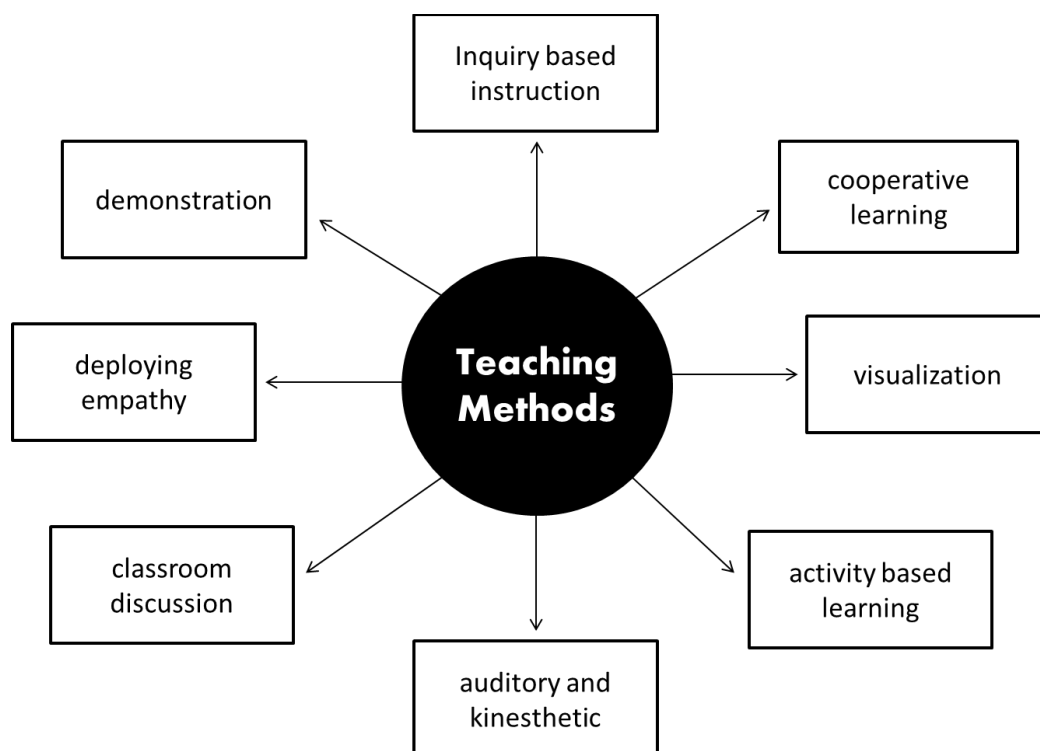 Inquiry based
instruction
demonstration
cooperative
learning
deploying
empathy
Teaching
Methods
visualization
classroom
discussion
activity based
learning
auditory and
kinesthetic